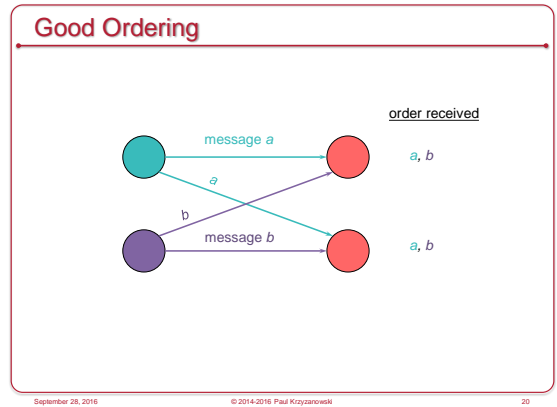 Good Ordering
order received
message a
a, b
a
b
message b
a, b
September 28, 2016
© 2014-2016 Paul Krzyzanowski
20